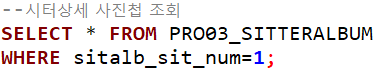 --시터상세 사진첩 조회
SELECT * FROM PRO03_SITTERALBUM
WHERE sitalb_sit_num=1;